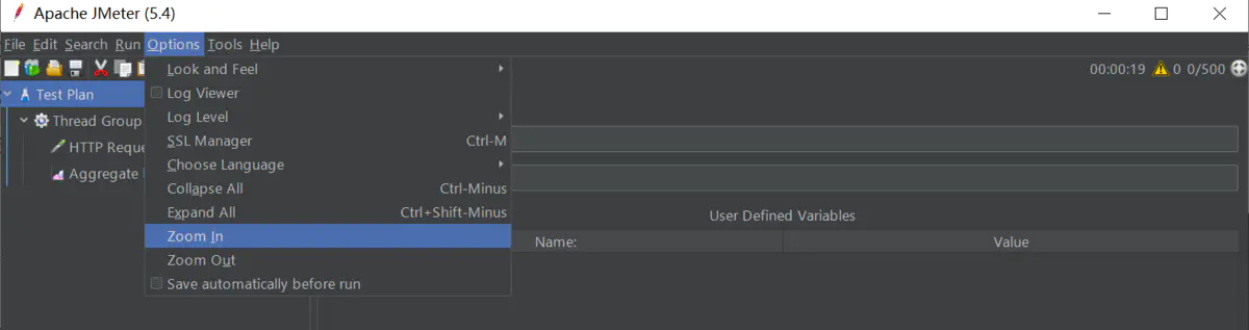 Apache JMeter (5.4)
File Edit Search Run Options Tools Help
00:00:19 0 0/500
Look and Feel
Test Plan
Log Viewer
Log Level
Thread Group
SSL Manager Ctrl-M
HTTP Reque
Choose Language
Aggregate
Collapse All Ctrl-Minus
Expand All Ctrl+Shift-Minus
User Defined Variables
Zoom In
Name: Value
Zoom Out
Save automatically before run